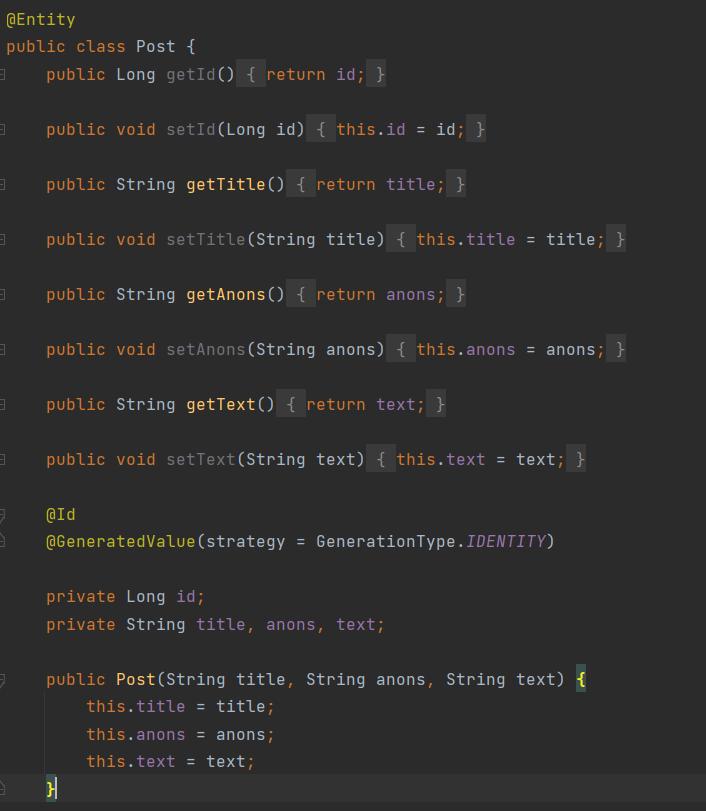 @Entity
public class Post {
public Long getId() { return id; }
public void setId(Long id) { this.id = id; }
public String getTitle() { return title; }
public void setTitle(String title) { this.title = title; }
public String getAnons() { return anons; }
public void setAnons(String anons) { this.anons = anons; }
public String getText() { return text; }
public void setText(String text) { this.text = text; }
@Id
@GeneratedValue(strategy = GenerationType.IDENTITY)
private Long id;
private String title, anons, text;
public Post(String title, String anons, String text) {
this.title = title;
this.anons = anons;
this.text = text;
}